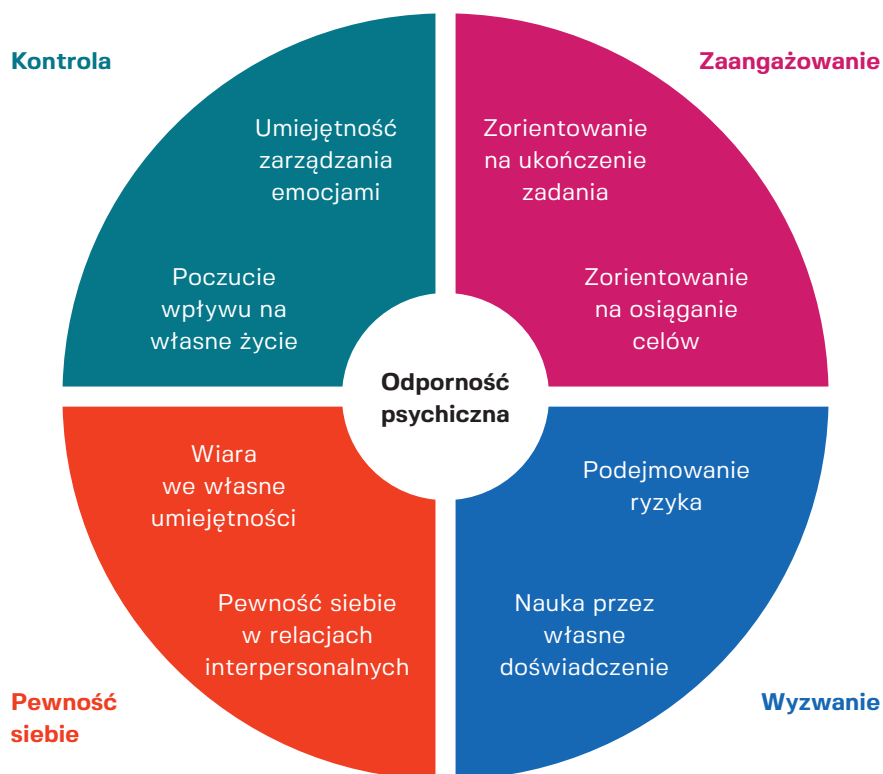 Kontrola
Umiejętność
zarządzania
emocjami
Poczucie
wpływu na
własne życie
Zaangażowanie
Zorientowanie
na ukończenie
zadania
Zorientowanie
na osiąganie
celów
Odporność
psychiczna
Wiara
we własne
umiejętności
Pewność siebie
w relacjach
interpersonalnych
Pewność
siebie
Podejmowanie
ryzyka
Nauka przez
własne
doświadczenie
Wyzwanie